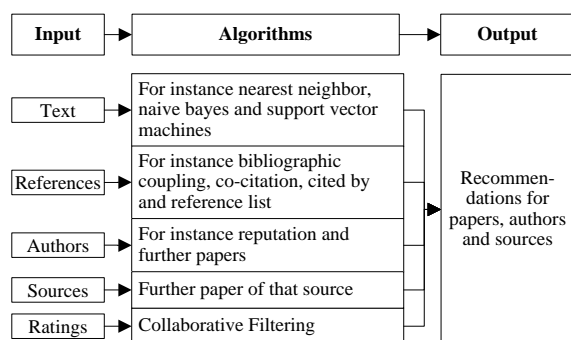 Input
Algorithms
Output
Text
For instance nearest neighbor,
naive bayes and support vector
machines
References
For instance bibliographic
coupling, co-citation, cited by
and reference list
Authors
For instance reputation and
further papers
Sources
Further paper of that source
Ratings
Collaborative Filtering
Recommen-
dations for
papers, authors
and sources